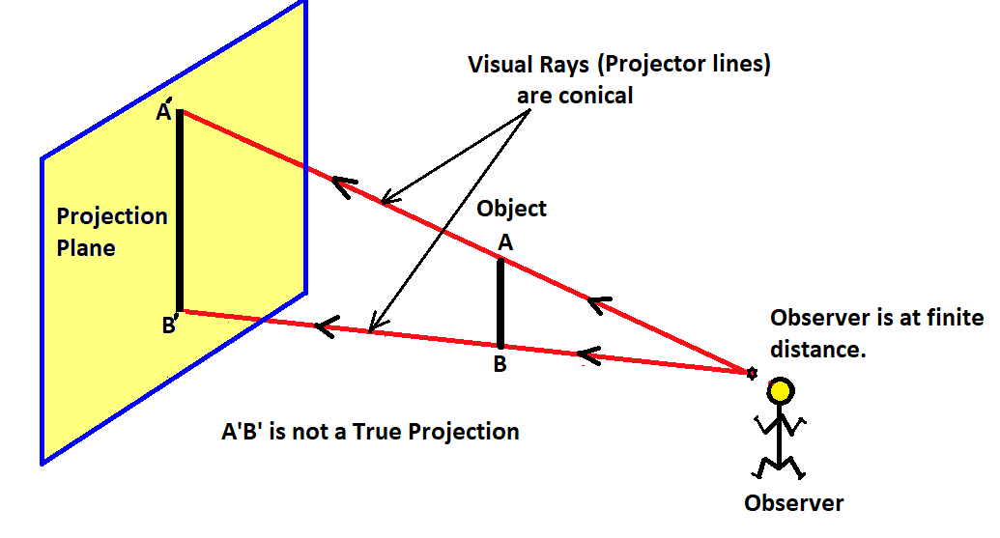 Visual Rays (Projector lines)
are conical
A'
Projection
Plane
Object
A
B'
B
Observer is at finite
distance.
A'B' is not a True Projection
Observer